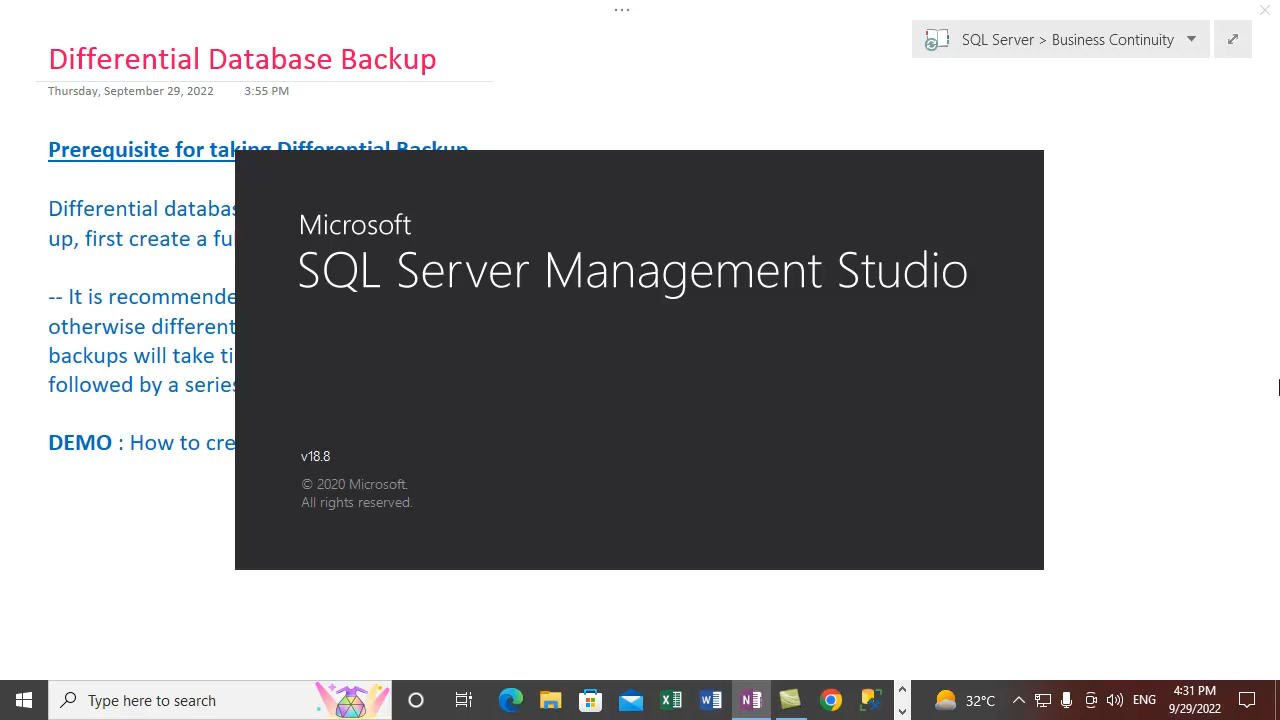 SQL Server > Business Continuity
Differential Database Backup
Thursday, September 29, 2022 3:55 PM
Prerequisite for taking Differential Backup
Differential databas
up, first create a fu
-- It is recommende
otherwise different
backups will take ti
followed by a series
DEMO : How to cre
Microsoft
SQL Server Management Studio
v18.8
© 2020 Microsoft.
All rights reserved.
Type here to search
32°C
ENG
4:31 PM
9/29/2022